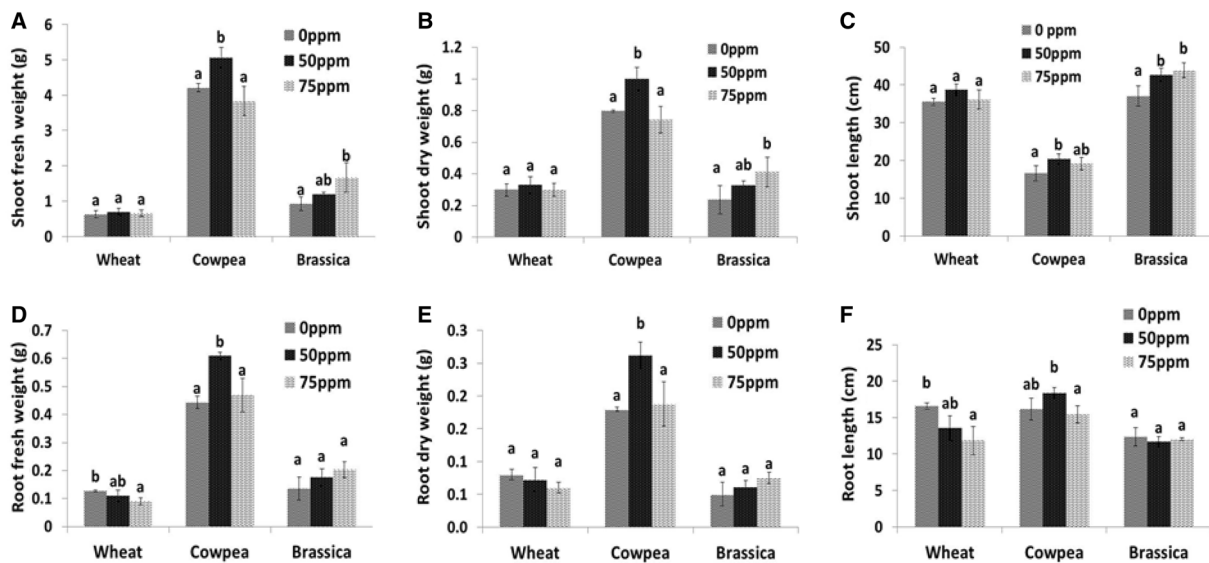 A
Shoot fresh weight (g)
6
5
4
3
2
1
0
0ppm
50ppm
75ppm
a a a
a b a
a ab b
Wheat Cowpea Brassica
B
Shoot dry weight (g)
1.2
1
0.8
0.6
0.4
0.2
0
0ppm
50ppm
75ppm
a a a
a b a
a ab b
Wheat Cowpea Brassica
C
Shoot length (cm)
50
40
30
20
10
0
0 ppm
50ppm
75ppm
a a a
a b ab
a b b
Wheat Cowpea Brassica
D
Root fresh weight (g)
0.7
0.6
0.5
0.4
0.3
0.2
0.1
0
0ppm
50ppm
75ppm
b ab a
a b a
a a a
Wheat Cowpea Brassica
E
Root dry weight (g)
0.3
0.3
0.2
0.2
0.1
0.1
0.0
0ppm
50ppm
75ppm
a a a
a b a
a a a
Wheat Cowpea Brassica
F
Root length (cm)
25
20
15
10
5
0
0ppm
50ppm
75ppm
b ab a
ab b a
a a a
Wheat Cowpea Brassica